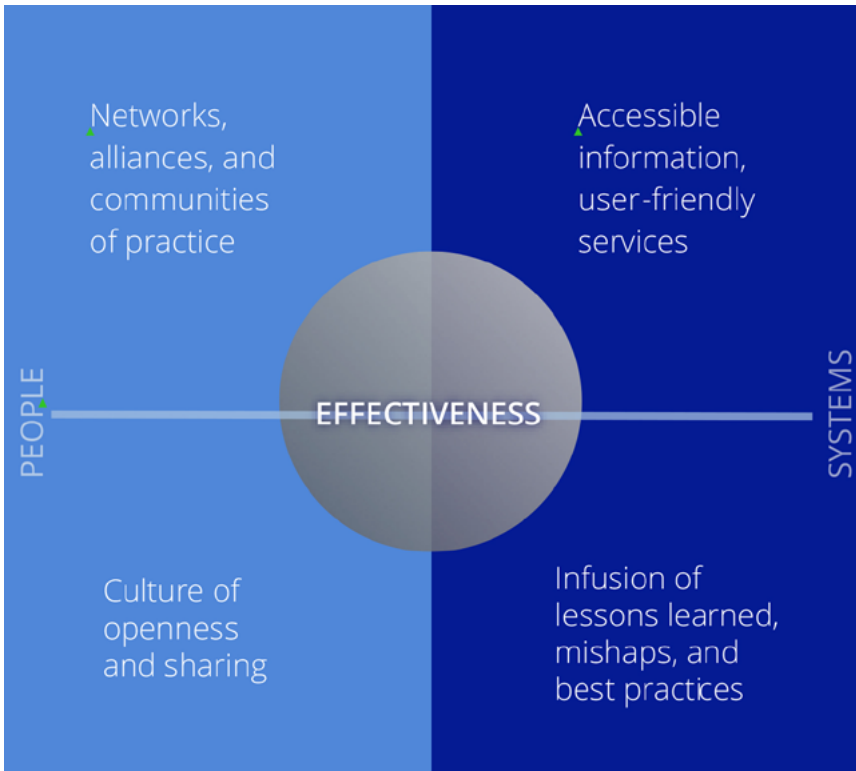 Networks,
alliances, and
communities
of practice
Accessible
information,
user-friendly
services
PEOPLE
EFFECTIVENESS
SYSTEMS
Culture of
openness
and sharing
Infusion of
lessons learned,
mishaps, and
best practices